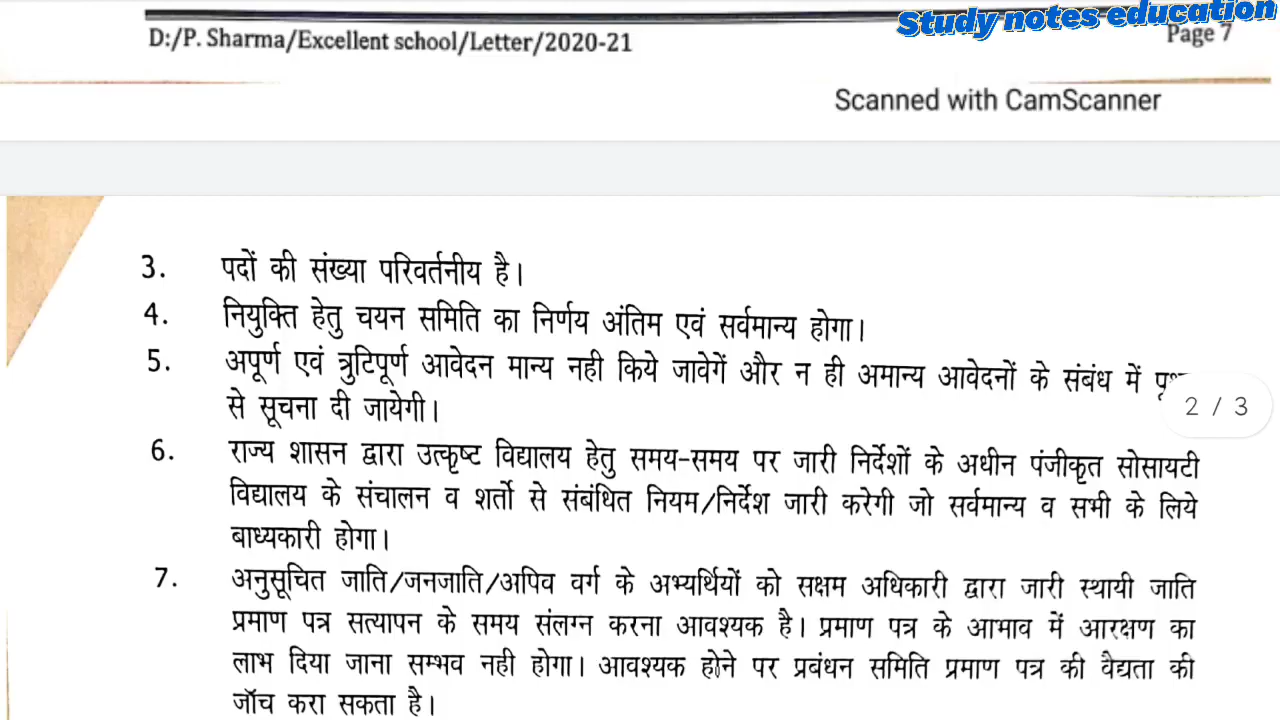 Study notes education
D:/P. Sharma/Excellent school/Letter/2020-21 Page 7
Scanned with CamScanner
3. पदों की संख्या परिवर्तनीय है।
4. नियुक्ति हेतु चयन समिति का निर्णय अंतिम एवं सर्वमान्य होगा।
5. अपूर्ण एवं त्रुटिपूर्ण आवेदन मान्य नही किये जावेगें और न ही अमान्य आवेदनों के संबंध में
से सूचना दी जायेगी।
2 / 3
6. राज्य शासन द्वारा उत्कृष्ट विद्यालय हेतु समय-समय पर जारी निर्देशों के अधीन पंजीकृत सोसायटी
विद्यालय के संचालन व शर्तो से संबंधित नियम/निर्देश जारी करेगी जो सर्वमान्य व सभी के लिये
बाध्यकारी होगा।
7. अनुसूचित जाति/जनजाति/अपिव वर्ग के अभ्यर्थियों को सक्षम अधिकारी द्वारा जारी स्थायी जाति
प्रमाण पत्र सत्यापन के समय संलग्न करना आवश्यक है। प्रमाण पत्र के आभाव में आरक्षण का
लाभ दिया जाना सम्भव नही होगा। आवश्यक होने पर प्रबंधन समिति प्रमाण पत्र की वैद्यता की
जॉच करा सकता है।